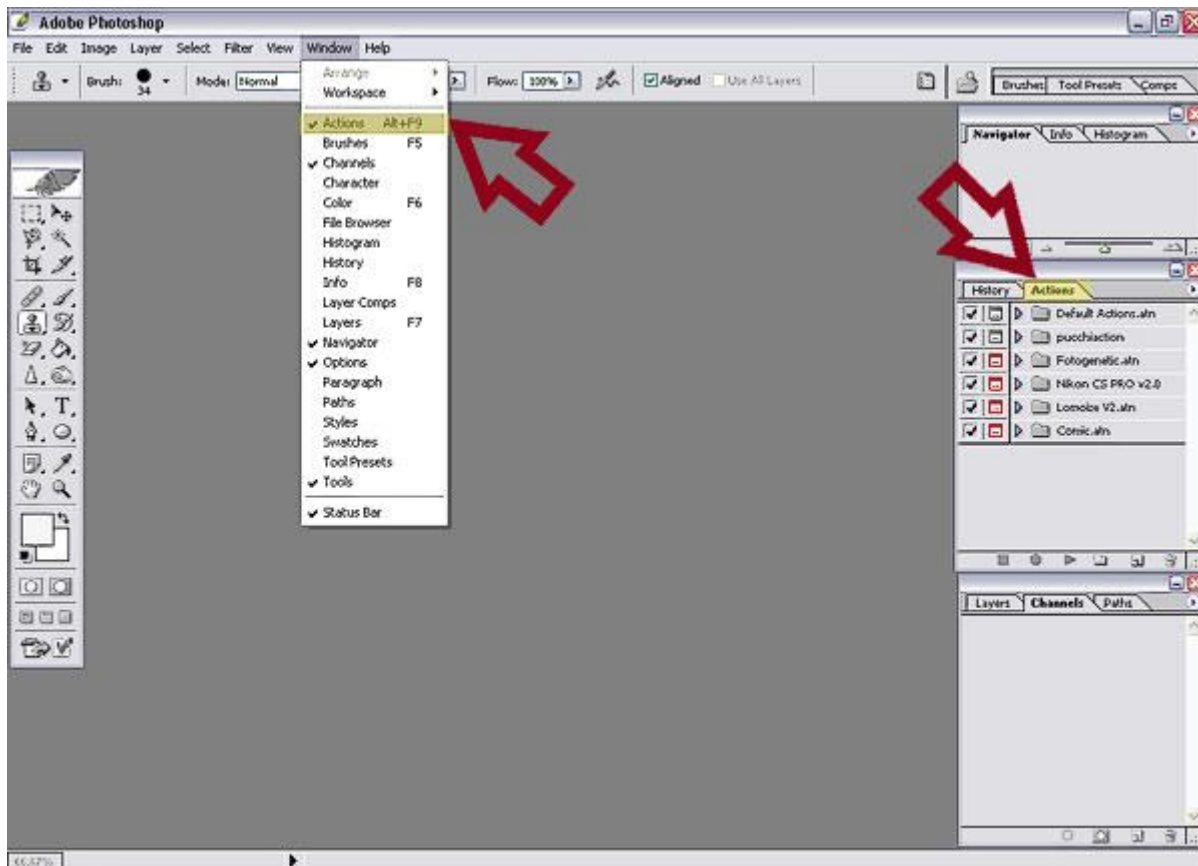 Adobe Photoshop
File Edit Image Layer Select Filter View Window Help
Brush: 34 Mode: Normal Flow: 100% Aligned Use All Layers Brushes Tool Presets Comps
Arrange
Workspace
Actions Alt+F9
Brushes F5
Channels
Character
Color F6
File Browser
Histogram
History
Info F8
Layer Comps
Layers F7
Navigator
Options
Paragraph
Paths
Styles
Swatches
Tool Presets
Tools
Status Bar
Navigator Info Histogram
History Actions
Default Actions.atn
pucchiaction
Fotogenetic.atn
Nikon CS PRO v2.0
Lomoize V2.atn
Comic.atn
Layers Channels Paths
66.67%